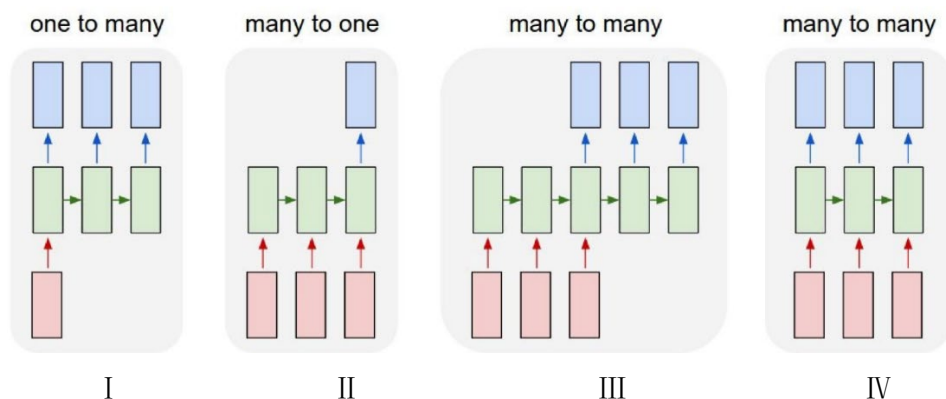 one to many
many to one
many to many
many to many
I
II
III
IV